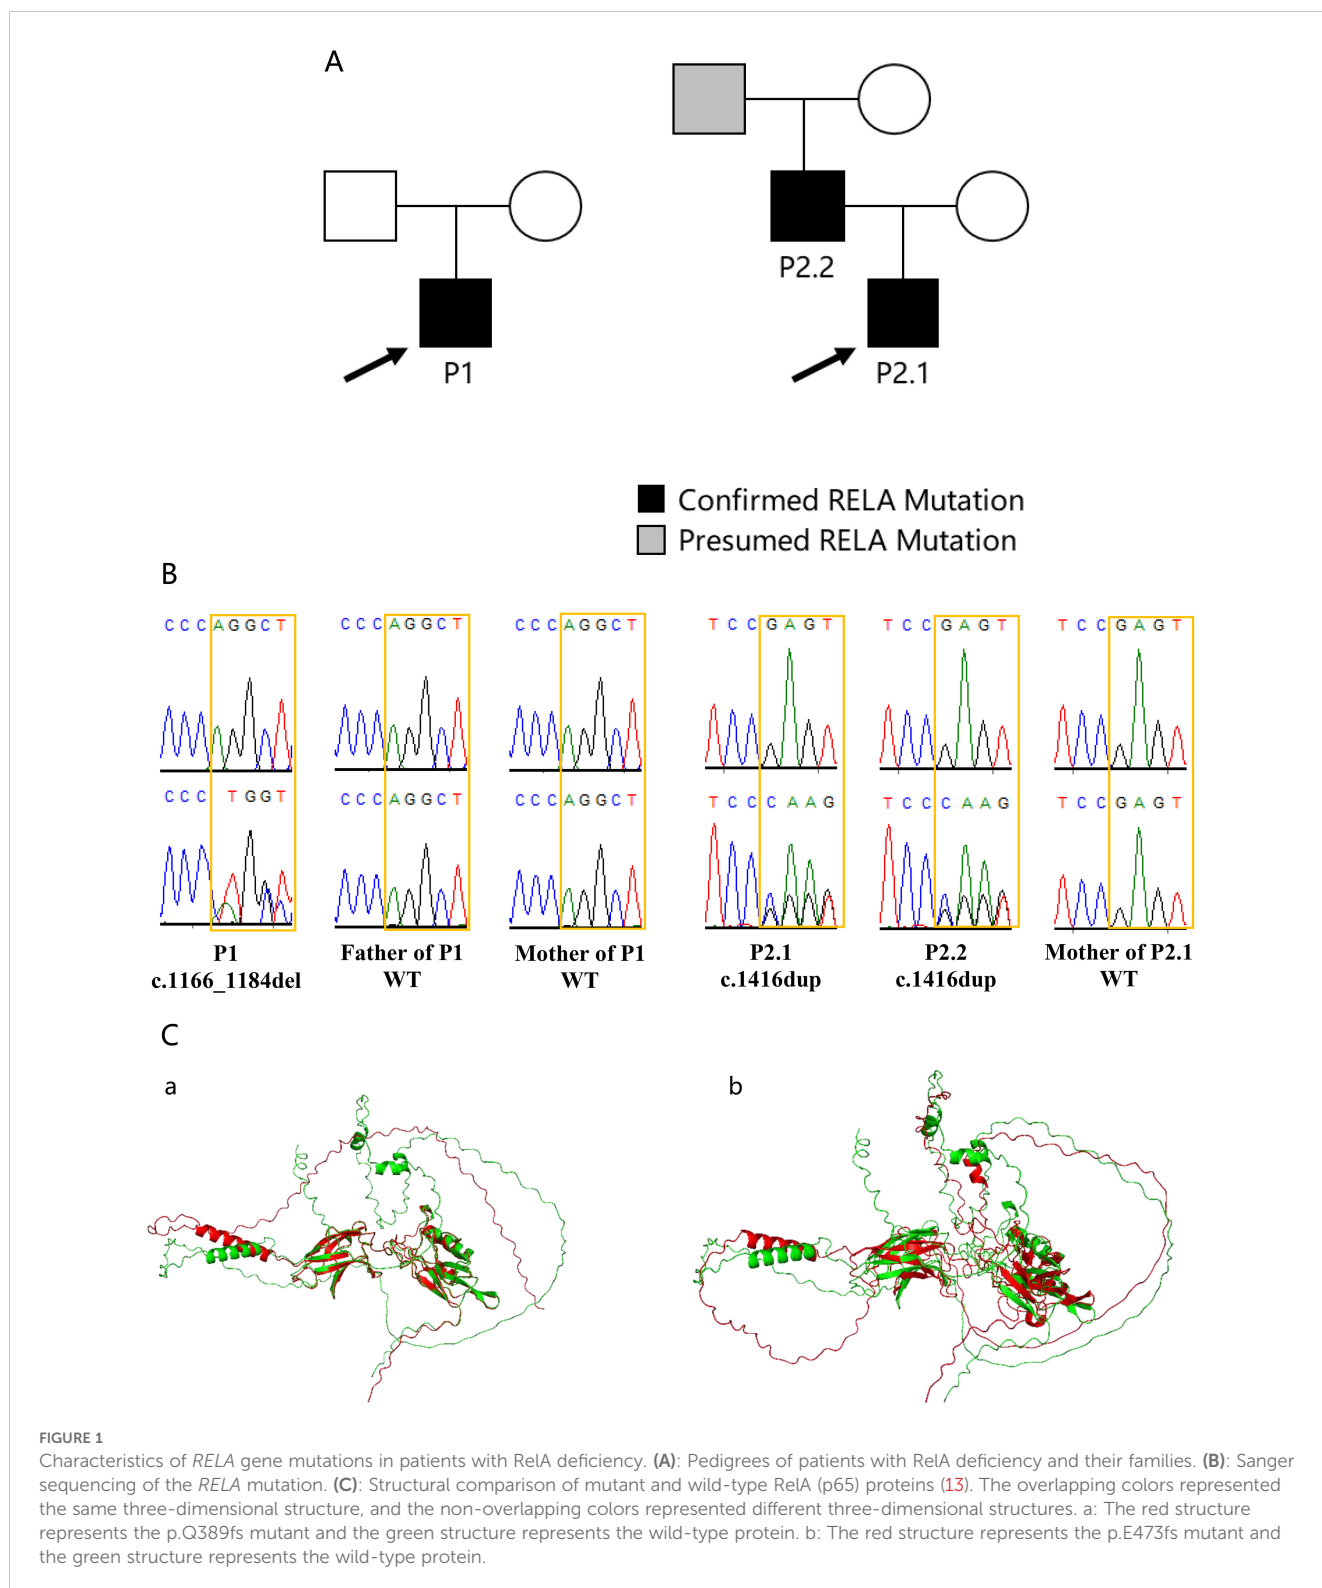 A
P2.2
P1
P2.1
Confirmed RELA Mutation
Presumed RELA Mutation
B
C C C A G G C T
C C C A G G C T
C C C A G G C T
T C C G A G T
T C C G A G T
T C C G A G T
C C C T G G T
C C C A G G C T
C C C A G G C T
T C C C A A G
T C C C A A G
T C C G A G T
P1
c.1166_1184del
Father of P1
WT
Mother of P1
WT
P2.1
c.1416dup
P2.2
c.1416dup
Mother of P2.1
WT
C
a
b
FIGURE 1
Characteristics of RELA gene mutations in patients with RelA deficiency. (A): Pedigrees of patients with RelA deficiency and their families. (B): Sanger
sequencing of the RELA mutation. (C): Structural comparison of mutant and wild-type RelA (p65) proteins (13). The overlapping colors represented
the same three-dimensional structure, and the non-overlapping colors represented different three-dimensional structures. a: The red structure
represents the p.Q389fs mutant and the green structure represents the wild-type protein. b: The red structure represents the p.E473fs mutant and
the green structure represents the wild-type protein.